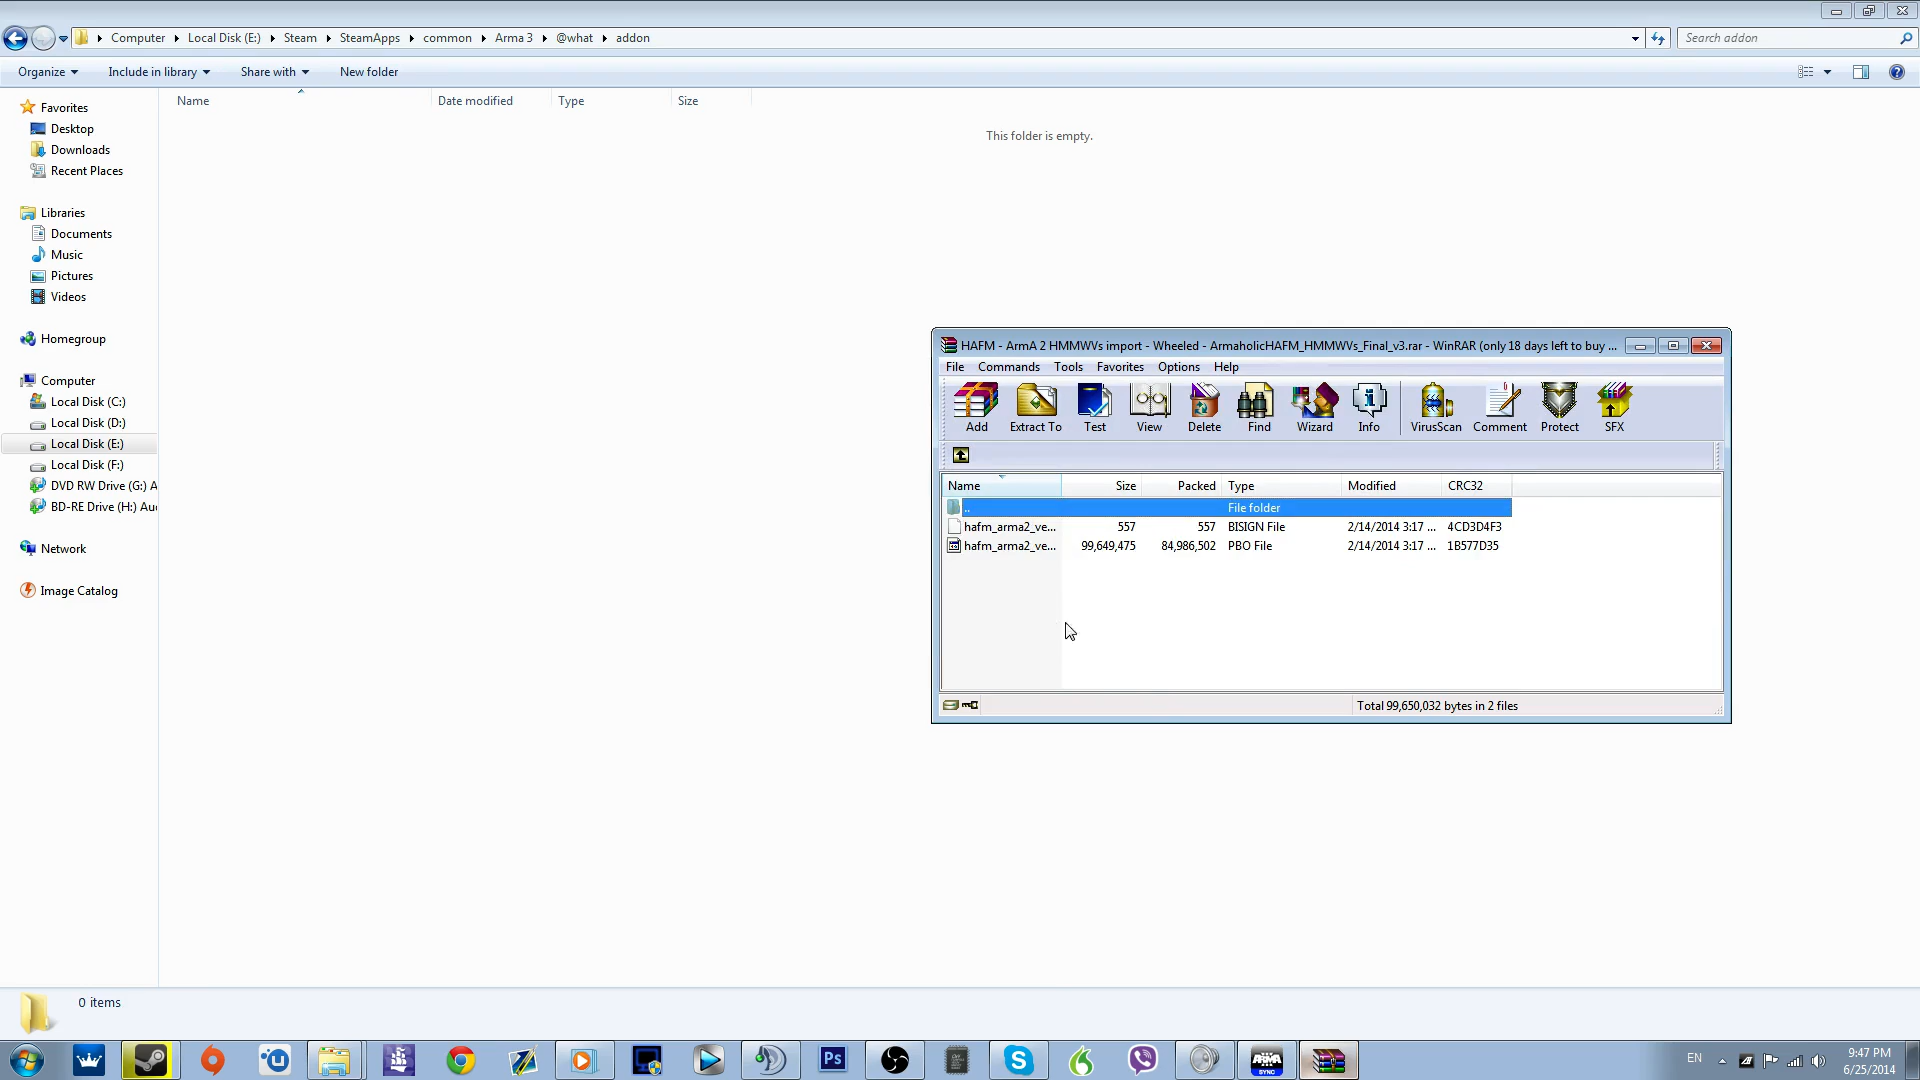 Computer Local Disk (E:) Steam SteamApps common Arma 3 @what addon
Search addon
Organize Include in library Share with New folder
Name Date modified Type Size
This folder is empty.
Favorites
Desktop
Downloads
Recent Places
Libraries
Documents
Music
Pictures
Videos
Homegroup
Computer
Local Disk (C:)
Local Disk (D:)
Local Disk (E:)
Local Disk (F:)
DVD RW Drive (G:) A
BD-RE Drive (H:) Au
Network
Image Catalog
HAFM - ArmA 2 HMMWVs import - Wheeled - ArmaholicHAFM_HMMWVs_Final_v3.rar - WinRAR (only 18 days left to buy ...
File Commands Tools Favorites Options Help
Add Extract To Test View Delete Find Wizard Info VirusScan Comment Protect SFX
Name Size Packed Type Modified CRC32
.. File folder
hafm_arma2_ve... 557 557 BISIGN File 2/14/2014 3:17 ... 4CD3D4F3
hafm_arma2_ve... 99,649,475 84,986,502 PBO File 2/14/2014 3:17 ... 1B577D35
Total 99,650,032 bytes in 2 files
0 items
Ps
ARMA
SYNC
EN
9:47 PM
6/25/2014